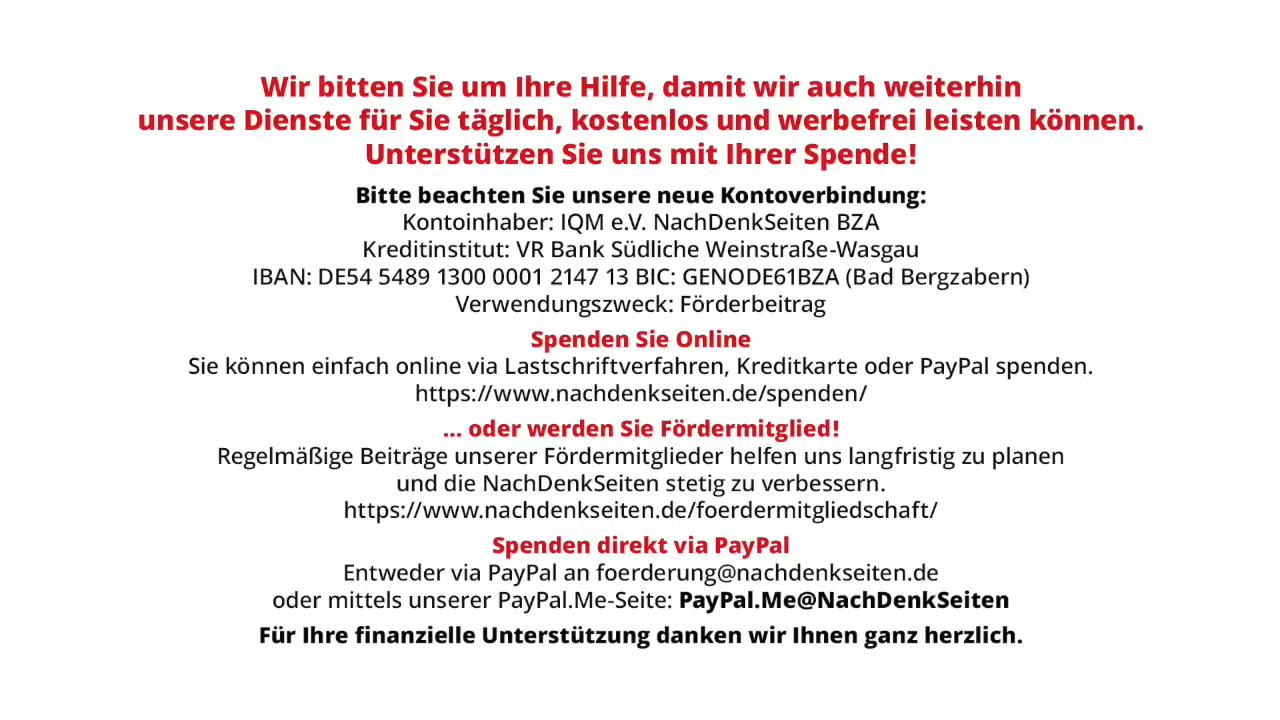 Wir bitten Sie um Ihre Hilfe, damit wir auch weiterhin
unsere Dienste für Sie täglich, kostenlos und werbefrei leisten können.
Unterstützen Sie uns mit Ihrer Spende!
Bitte beachten Sie unsere neue Kontoverbindung:
Kontoinhaber: IQM e.V. NachDenkSeiten BZA
Kreditinstitut: VR Bank Südliche Weinstraße-Wasgau
IBAN: DE54 5489 1300 0001 2147 13 BIC: GENODE61BZA (Bad Bergzabern)
Verwendungszweck: Förderbeitrag
Spenden Sie Online
Sie können einfach online via Lastschriftverfahren, Kreditkarte oder PayPal spenden.
https://www.nachdenkseiten.de/spenden/
... oder werden Sie Fördermitglied!
Regelmäßige Beiträge unserer Fördermitglieder helfen uns langfristig zu planen
und die NachDenkSeiten stetig zu verbessern.
https://www.nachdenkseiten.de/foerdermitgliedschaft/
Spenden direkt via PayPal
Entweder via PayPal an foerderung@nachdenkseiten.de
oder mittels unserer PayPal.Me-Seite: PayPal.Me@NachDenkSeiten
Für Ihre finanzielle Unterstützung danken wir Ihnen ganz herzlich.